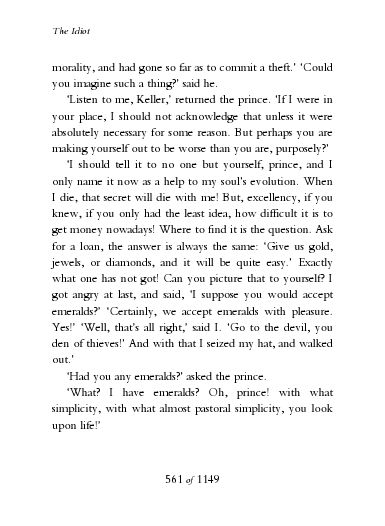 The Idiot
morality, and had gone so far as to commit a theft.’ ‘Could
you imagine such a thing?’ said he.
‘Listen to me, Keller,’ returned the prince. ‘If I were in
your place, I should not acknowledge that unless it were
absolutely necessary for some reason. But perhaps you are
making yourself out to be worse than you are, purposely?’
‘I should tell it to no one but yourself, prince, and I
only name it now as a help to my soul’s evolution. When
I die, that secret will die with me! But, excellency, if you
knew, if you only had the least idea, how difficult it is to
get money nowadays! Where to find it is the question. Ask
for a loan, the answer is always the same: ‘Give us gold,
jewels, or diamonds, and it will be quite easy.’ Exactly
what one has not got! Can you picture that to yourself? I
got angry at last, and said, ‘I suppose you would accept
emeralds?’ ‘Certainly, we accept emeralds with pleasure.
Yes!’ ‘Well, that’s all right,’ said I. ‘Go to the devil, you
den of thieves!’ And with that I seized my hat, and walked
out.’
‘Had you any emeralds?’ asked the prince.
‘What? I have emeralds? Oh, prince! with what
simplicity, with what almost pastoral simplicity, you look
upon life!’
561 of 1149